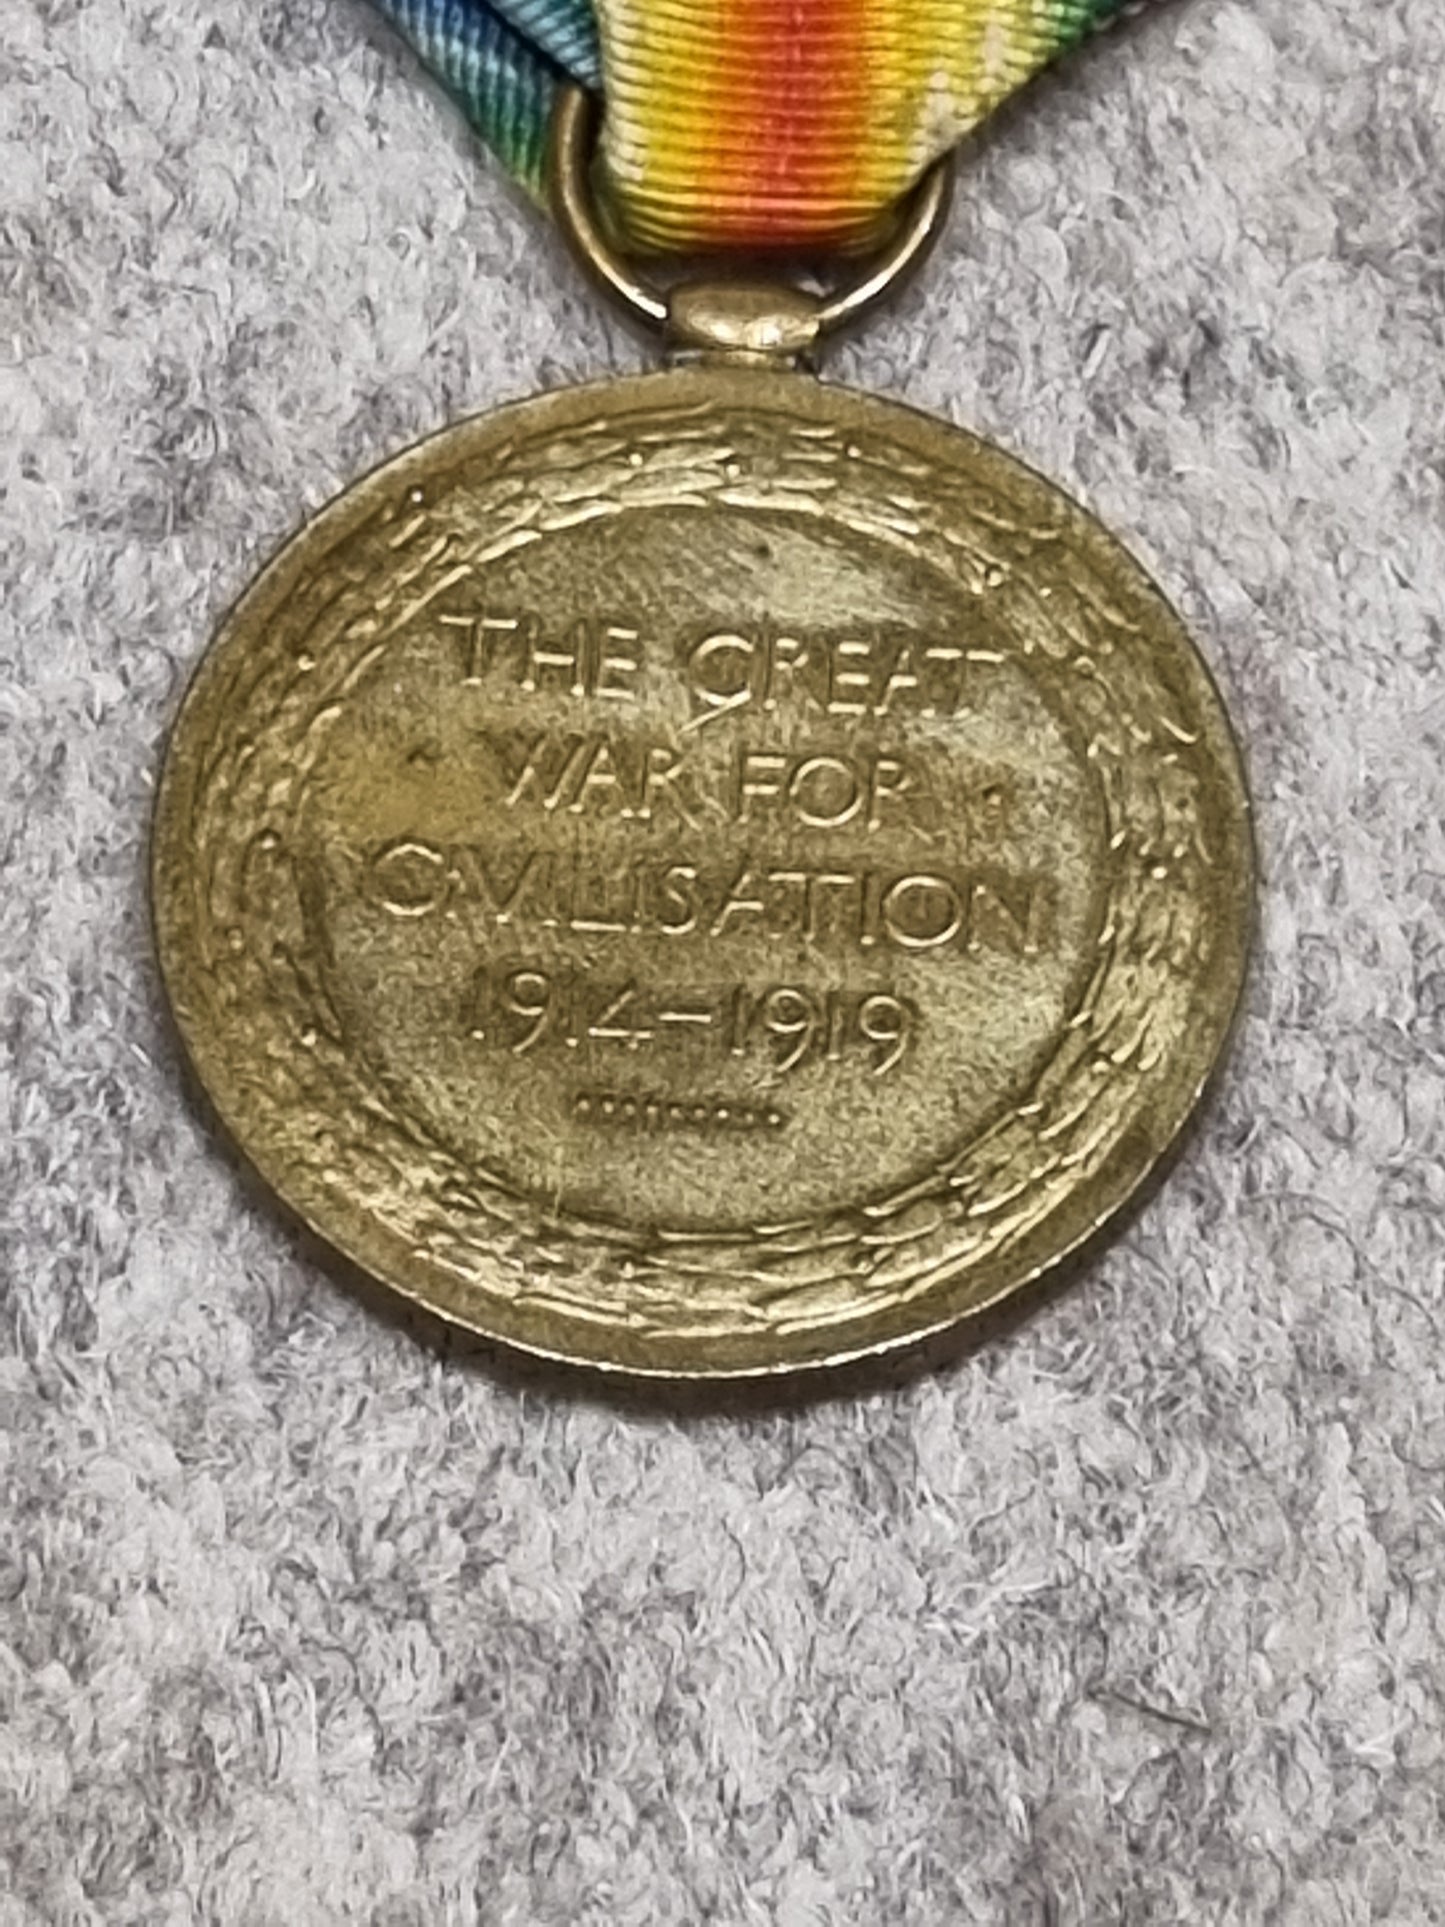 THE GREAT
WAR FOR
CIVILISATION
1914-1919